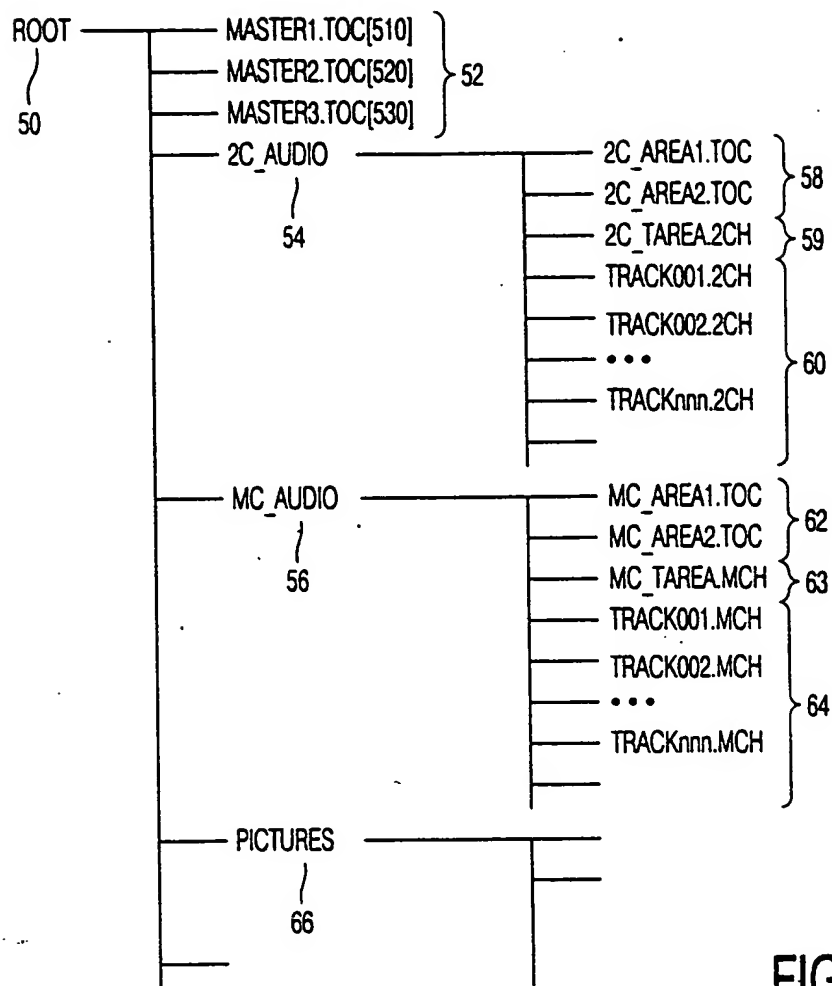 ROOT
50
MASTER1.TOC[510]
MASTER2.TOC[520]
MASTER3.TOC[530]
52
2C_AUDIO
54
2C_AREA1.TOC
2C_AREA2.TOC
58
2C_TAREA.2CH
59
TRACK001.2CH
TRACK002.2CH
•••
TRACKnnn.2CH
60
MC_AUDIO
56
MC_AREA1.TOC
MC_AREA2.TOC
62
MC_TAREA.MCH
63
TRACK001.MCH
TRACK002.MCH
•••
TRACKnnn.MCH
64
PICTURES
66
FIG